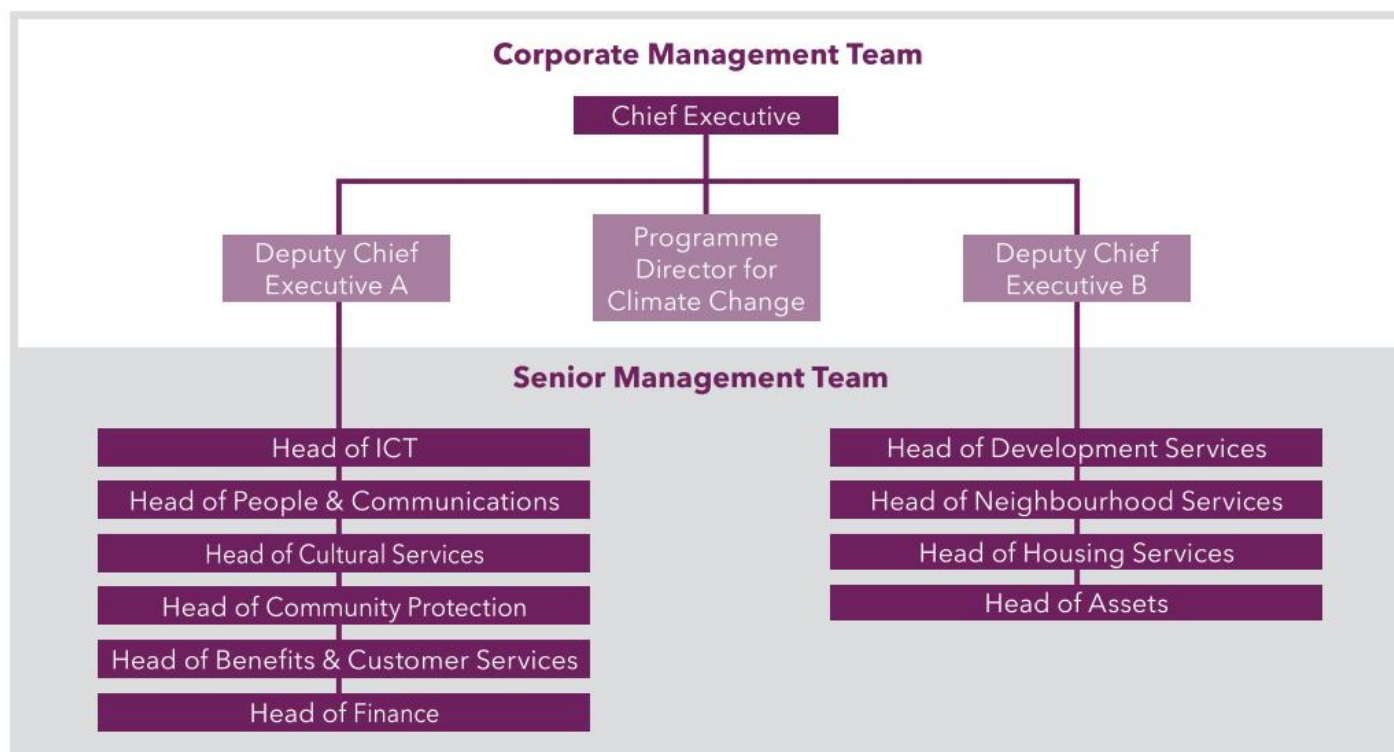 Corporate Management Team
Chief Executive
Deputy Chief
Executive A
Programme
Director for
Climate Change
Deputy Chief
Executive B
Senior Management Team
Head of ICT
Head of People & Communications
Head of Cultural Services
Head of Community Protection
Head of Benefits & Customer Services
Head of Finance
Head of Development Services
Head of Neighbourhood Services
Head of Housing Services
Head of Assets